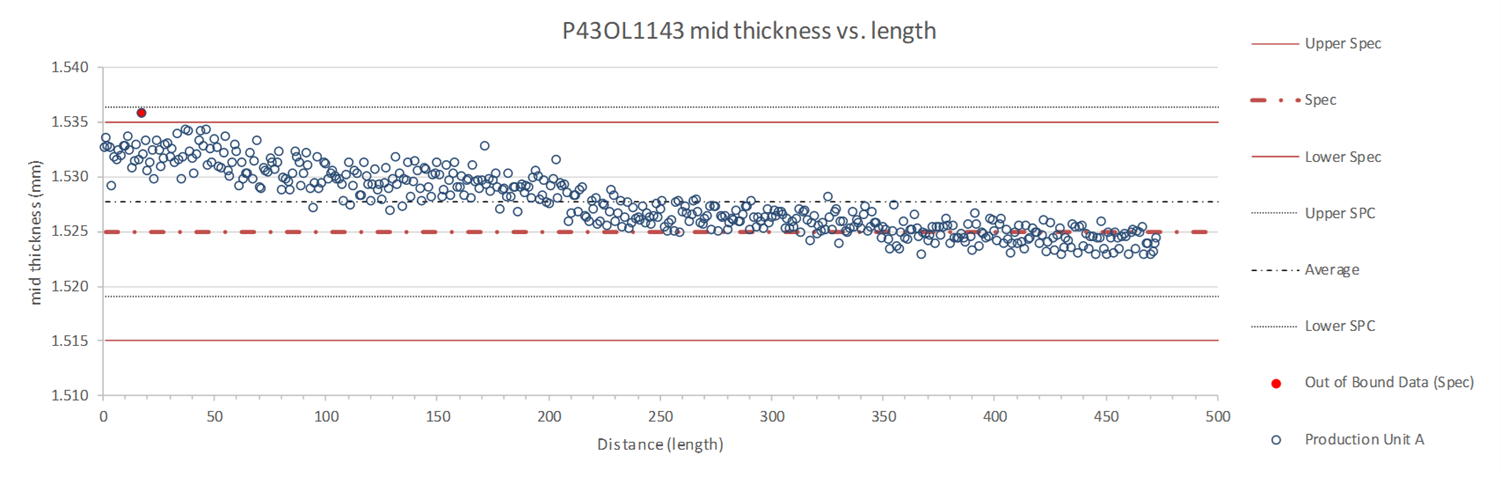 P43OL1143 mid thickness vs. length
1.540
1.535
1.530
1.525
1.520
1.515
1.510
mid thickness (mm)
0 50 100 150 200 250 300 350 400 450 500
Distance (length)
Upper Spec
Spec
Lower Spec
Upper SPC
Average
Lower SPC
Out of Bound Data (Spec)
Production Unit A